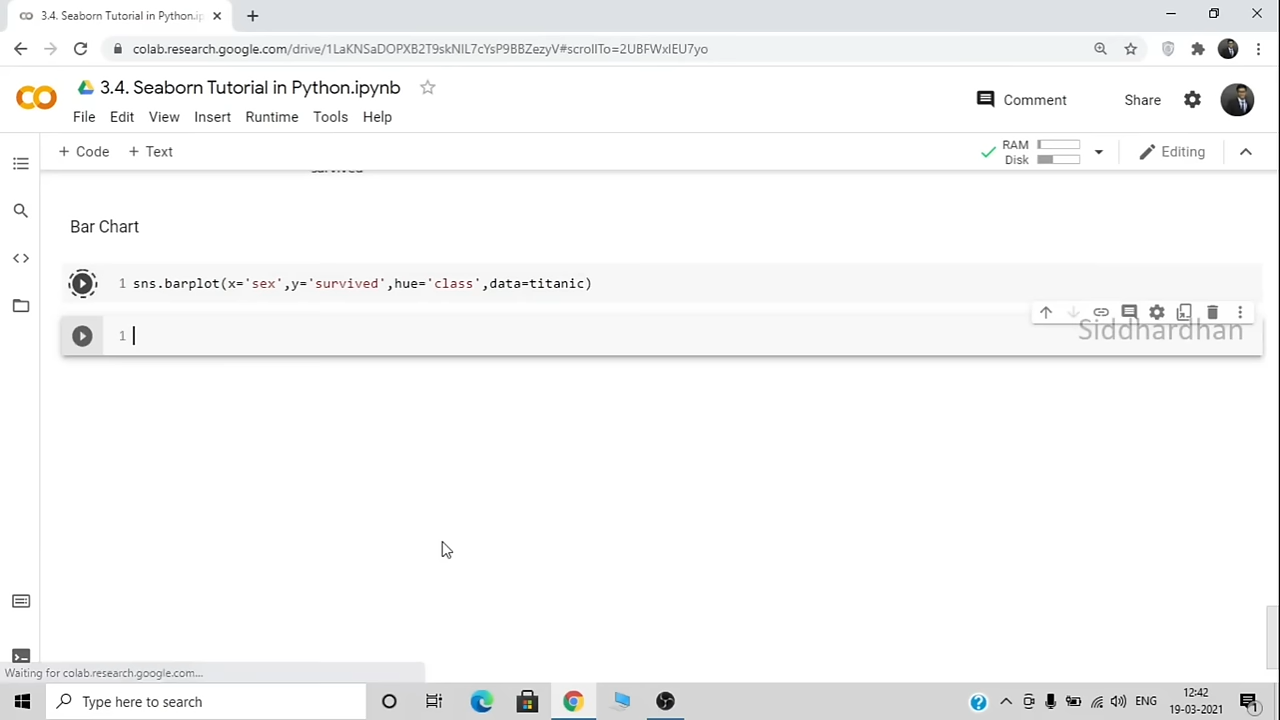 3.4. Seaborn Tutorial in Python.ip
colab.research.google.com/drive/1LaKNSaDOPXB2T9skNIL7cYsP9BBZezyV#scrollTo=2UBFWxIEU7yo
3.4. Seaborn Tutorial in Python.ipynb
Comment
Share
File Edit View Insert Runtime Tools Help
+ Code + Text
RAM
Disk
Editing
survived
Bar Chart
1 sns.barplot(x='sex',y='survived',hue='class',data=titanic)
1
Siddhardhan
Waiting for colab.research.google.com...
Type here to search
ENG
12:42
19-03-2021
1